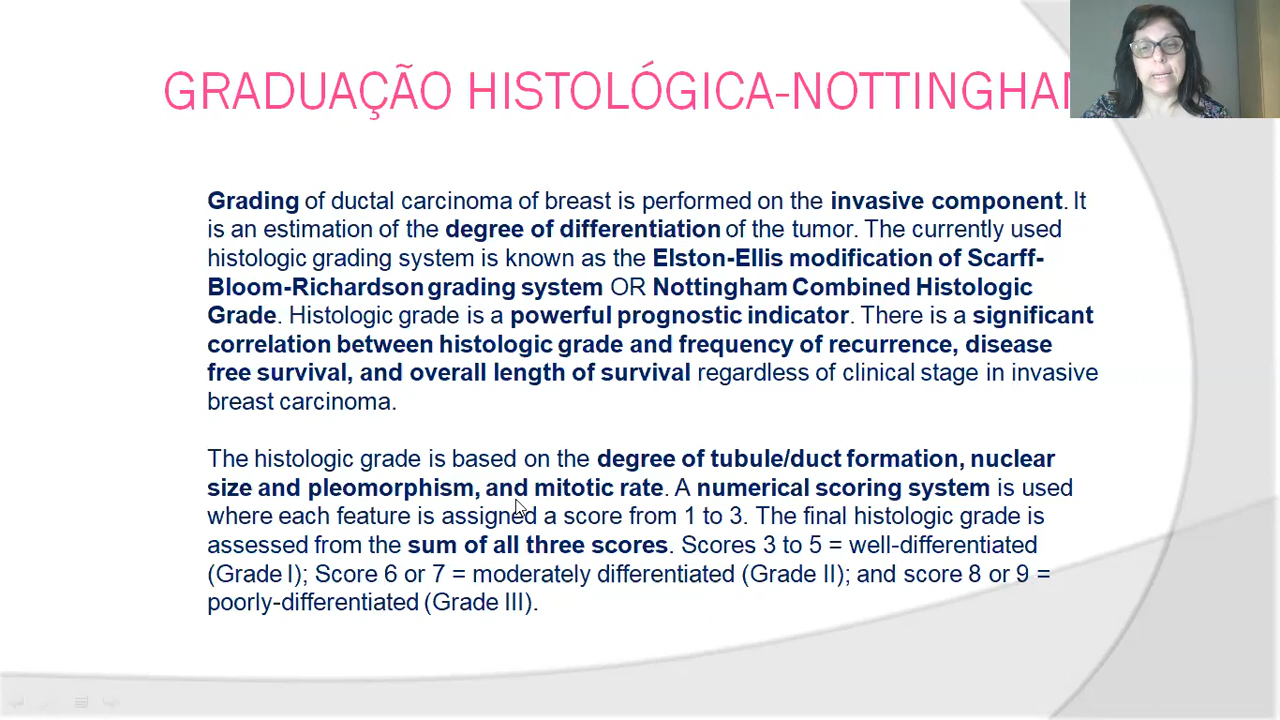 GRADUAÇÃO HISTOLÓGICA-NOTTINGHAM
Grading of ductal carcinoma of breast is performed on the invasive component. It
is an estimation of the degree of differentiation of the tumor. The currently used
histologic grading system is known as the Elston-Ellis modification of Scarff-
Bloom-Richardson grading system OR Nottingham Combined Histologic
Grade. Histologic grade is a powerful prognostic indicator. There is a significant
correlation between histologic grade and frequency of recurrence, disease
free survival, and overall length of survival regardless of clinical stage in invasive
breast carcinoma.
The histologic grade is based on the degree of tubule/duct formation, nuclear
size and pleomorphism, and mitotic rate. A numerical scoring system is used
where each feature is assigned a score from 1 to 3. The final histologic grade is
assessed from the sum of all three scores. Scores 3 to 5 = well-differentiated
(Grade I); Score 6 or 7 = moderately differentiated (Grade II); and score 8 or 9 =
poorly-differentiated (Grade III).